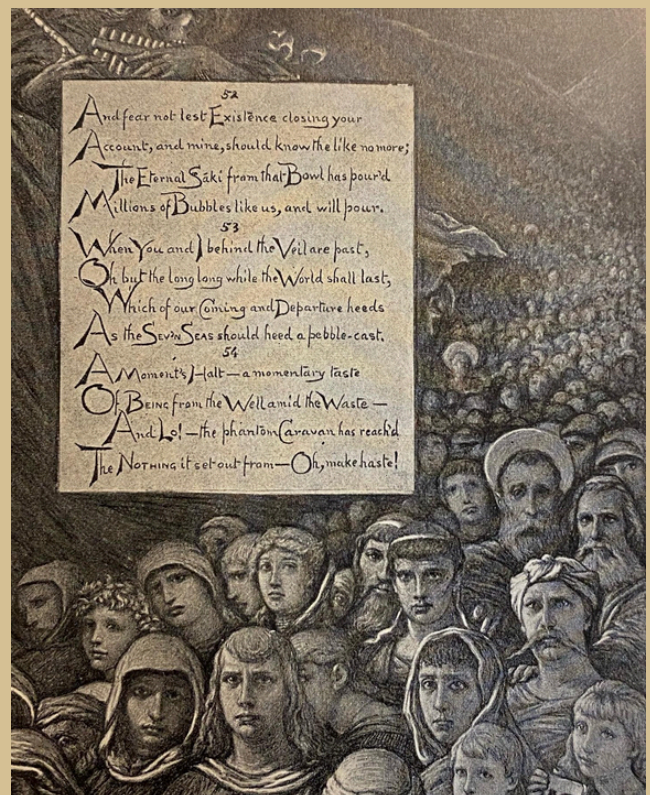 52
And fear not lest Existence closing your
Account, and mine, should know the like no more;
The Eternal Sāki from that Bowl has pour'd
Millions of Bubbles like us, and will pour.
53
When You and I behind the Veil are past,
Oh but the long long while the World shall last,
Which of our Coming and Departure heeds
As the SEV'N SEAS should heed a pebble-cast.
54
A Moment's Halt — a momentary taste
Of BEING from the Well amid the Waste —
And Lo! — the phantom Caravan has reach'd
The NOTHING it set out from — Oh, make haste!